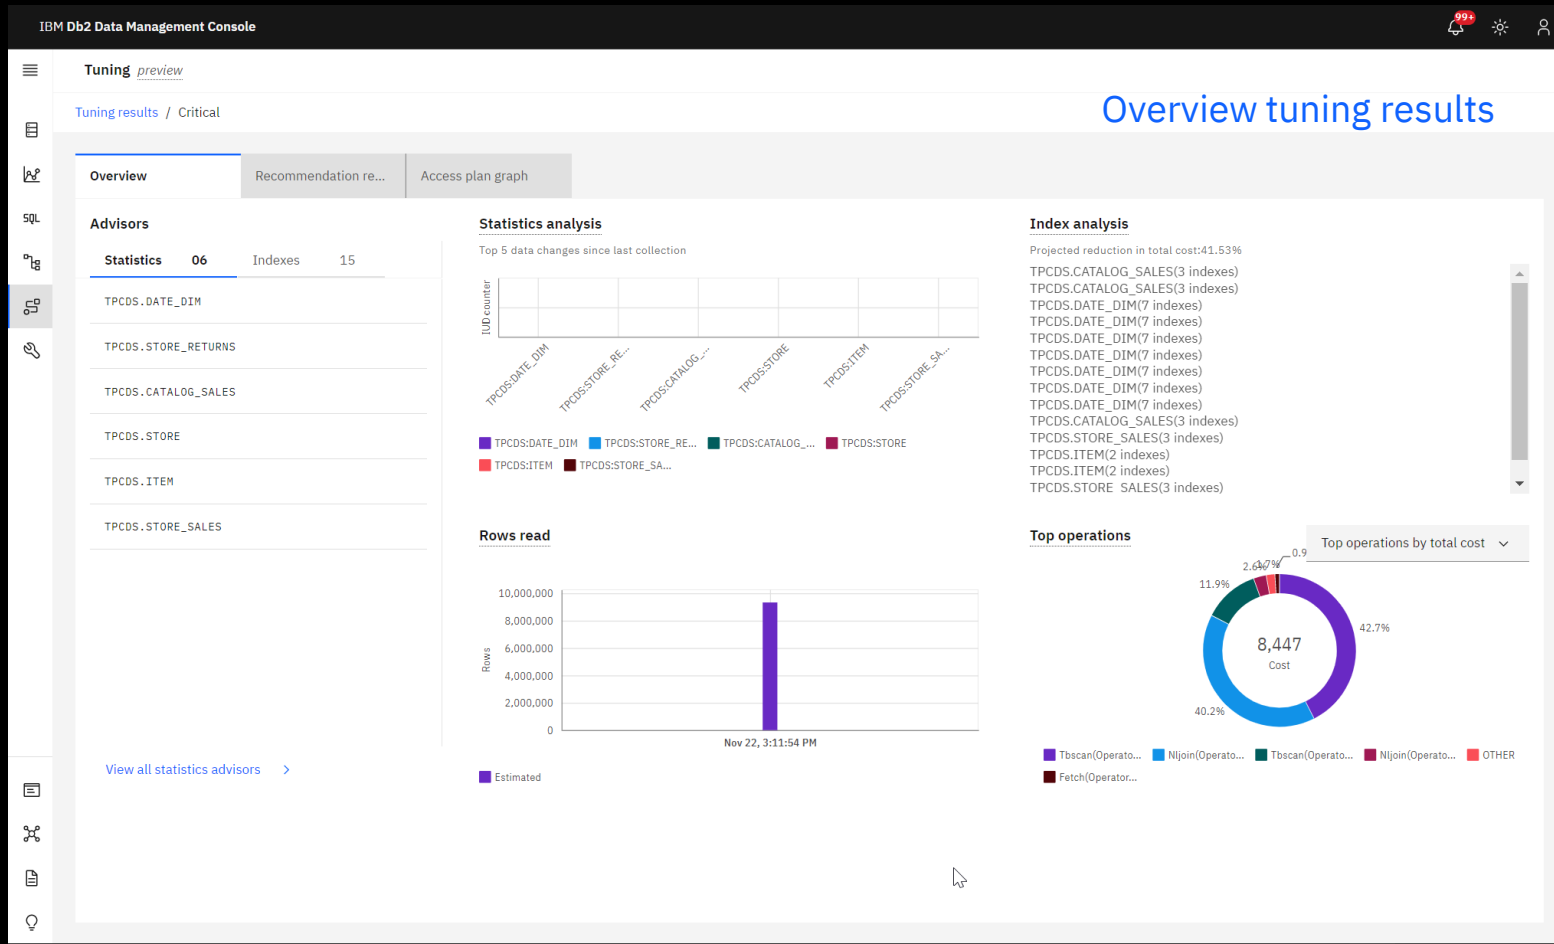 IBM Db2 Data Management Console
99+
Tuning preview
Tuning results / Critical
Overview tuning results
Overview
Recommendation re...
Access plan graph
Advisors
Statistics 06
Indexes 15
TPCDS.DATE_DIM
TPCDS.STORE_RETURNS
TPCDS.CATALOG_SALES
TPCDS.STORE
TPCDS.ITEM
TPCDS.STORE_SALES
View all statistics advisors
Statistics analysis
Top 5 data changes since last collection
IUD counter
TPCDS:DATE_DIM
TPCDS:STORE_RE...
TPCDS:CATALOG_...
TPCDS:STORE
TPCDS:ITEM
TPCDS:STORE_SA...
TPCDS:DATE_DIM TPCDS:STORE_RE... TPCDS:CATALOG_... TPCDS:STORE
TPCDS:ITEM TPCDS:STORE_SA...
Index analysis
Projected reduction in total cost:41.53%
TPCDS.CATALOG_SALES(3 indexes)
TPCDS.CATALOG_SALES(3 indexes)
TPCDS.DATE_DIM(7 indexes)
TPCDS.DATE_DIM(7 indexes)
TPCDS.DATE_DIM(7 indexes)
TPCDS.DATE_DIM(7 indexes)
TPCDS.DATE_DIM(7 indexes)
TPCDS.DATE_DIM(7 indexes)
TPCDS.DATE_DIM(7 indexes)
TPCDS.CATALOG_SALES(3 indexes)
TPCDS.STORE_SALES(3 indexes)
TPCDS.ITEM(2 indexes)
TPCDS.ITEM(2 indexes)
TPCDS.STORE_SALES(3 indexes)
Rows read
10,000,000
8,000,000
6,000,000
4,000,000
2,000,000
0
Rows
Nov 22, 3:11:54 PM
Estimated
Top operations
Top operations by total cost
0.9
1.7%
2.6%
11.9%
42.7%
40.2%
8,447
Cost
Tbscan(Operato... Nljoin(Operato... Tbscan(Operato... Nljoin(Operato... OTHER
Fetch(Operator...
SQL